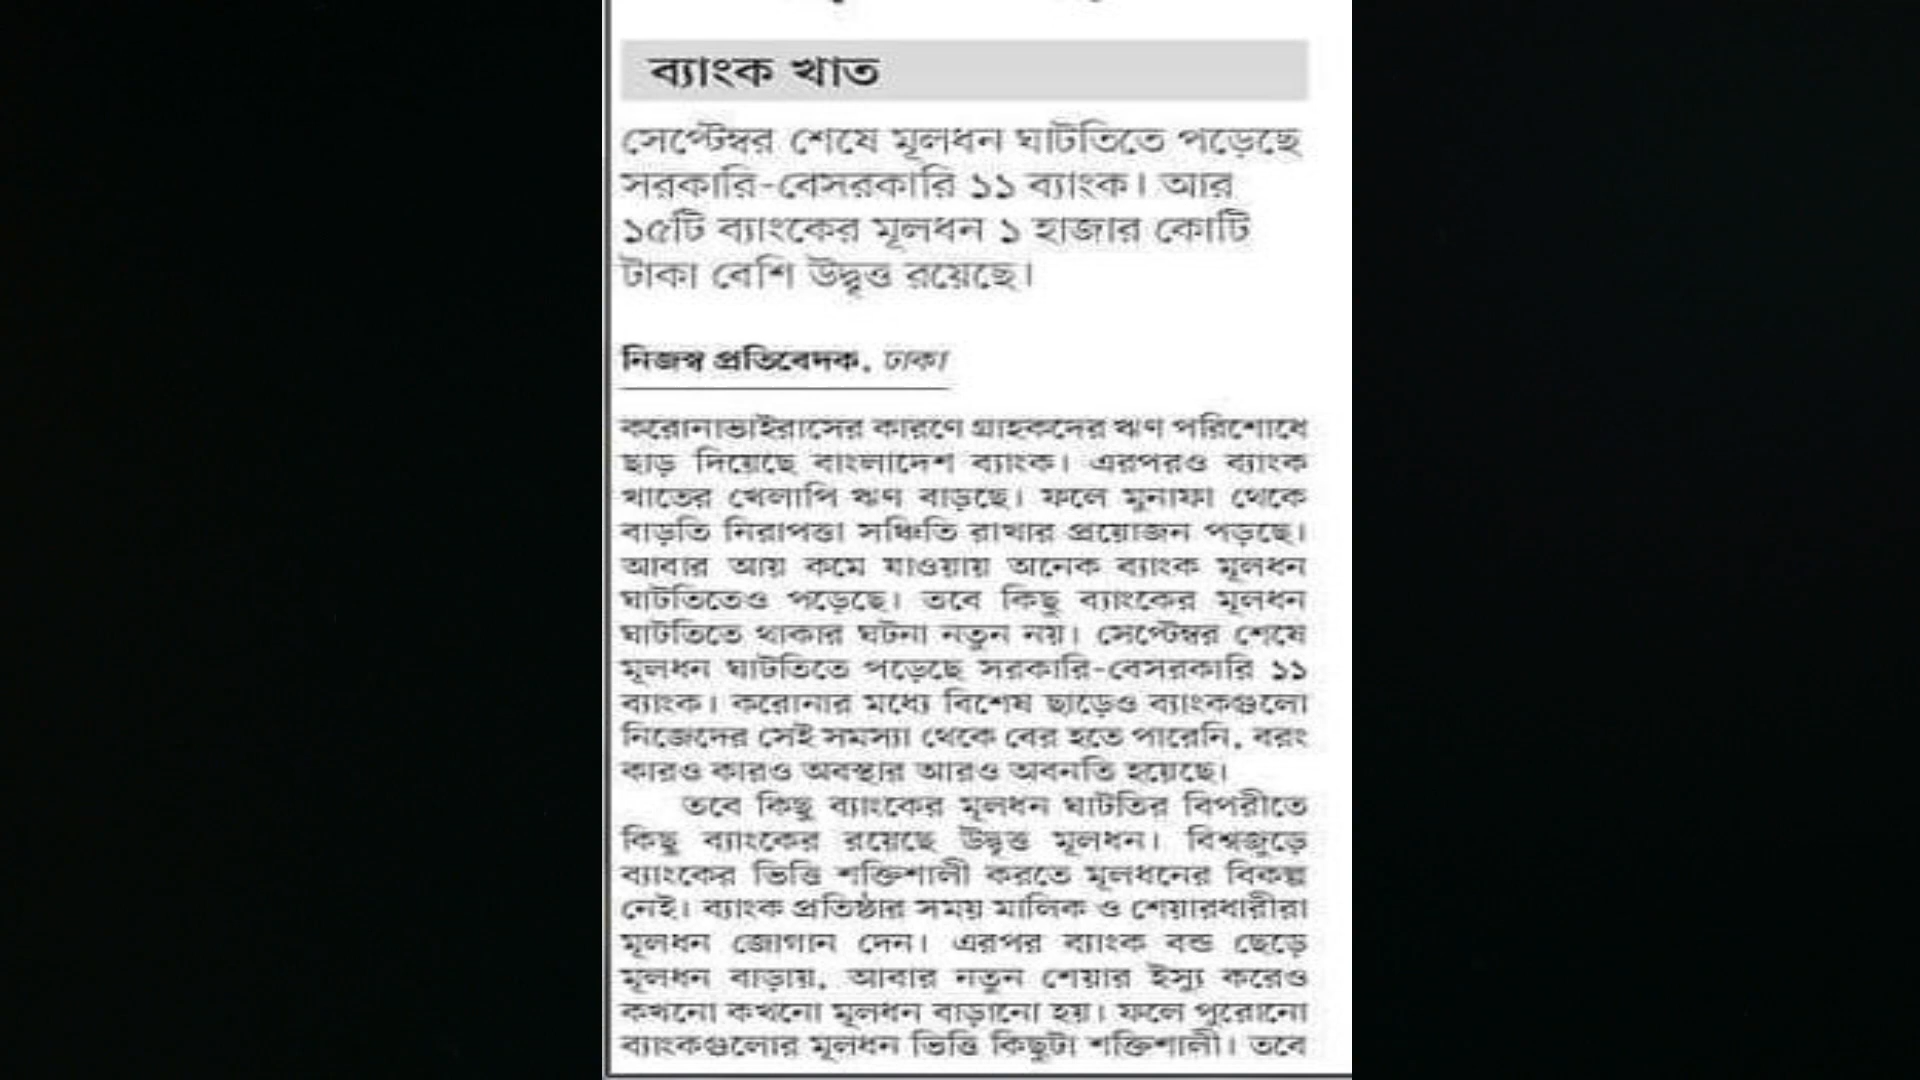 ব্যাংক খাত
সেপ্টেম্বর শেষে মূলধন ঘাটতিতে পড়েছে
সরকারি-বেসরকারি ১১ ব্যাংক। আর
১৫টি ব্যাংকের মূলধন ১ হাজার কোটি
টাকা বেশি উদ্বৃত্ত রয়েছে।
নিজস্ব প্রতিবেদক, ঢাকা
করোনাভাইরাসের কারণে গ্রাহকদের ঋণ পরিশোধে
ছাড় দিয়েছে বাংলাদেশ ব্যাংক। এরপরও ব্যাংক
খাতের খেলাপি ঋণ বাড়ছে। ফলে মুনাফা থেকে
বাড়তি নিরাপত্তা সঞ্চিতি রাখার প্রয়োজন পড়ছে।
আবার আয় কমে যাওয়ায় অনেক ব্যাংক মূলধন
ঘাটতিতেও পড়েছে। তবে কিছু ব্যাংকের মূলধন
ঘাটতিতে থাকার ঘটনা নতুন নয়। সেপ্টেম্বর শেষে
মূলধন ঘাটতিতে পড়েছে সরকারি-বেসরকারি ১১
ব্যাংক। করোনার মধ্যে বিশেষ ছাড়েও ব্যাংকগুলো
নিজেদের সেই সমস্যা থেকে বের হতে পারেনি, বরং
কারও কারও অবস্থার আরও অবনতি হয়েছে।
তবে কিছু ব্যাংকের মূলধন ঘাটতির বিপরীতে
কিছু ব্যাংকের রয়েছে উদ্বৃত্ত মূলধন। বিশ্বজুড়ে
ব্যাংকের ভিত্তি শক্তিশালী করতে মূলধনের বিকল্প
নেই। ব্যাংক প্রতিষ্ঠার সময় মালিক ও শেয়ারধারীরা
মূলধন জোগান দেন। এরপর ব্যাংক বন্ড ছেড়ে
মূলধন বাড়ায়, আবার নতুন শেয়ার ইস্যু করেও
কখনো কখনো মূলধন বাড়ানো হয়। ফলে পুরোনো
ব্যাংকগুলোর মূলধন ভিত্তি কিছুটা শক্তিশালী। তবে